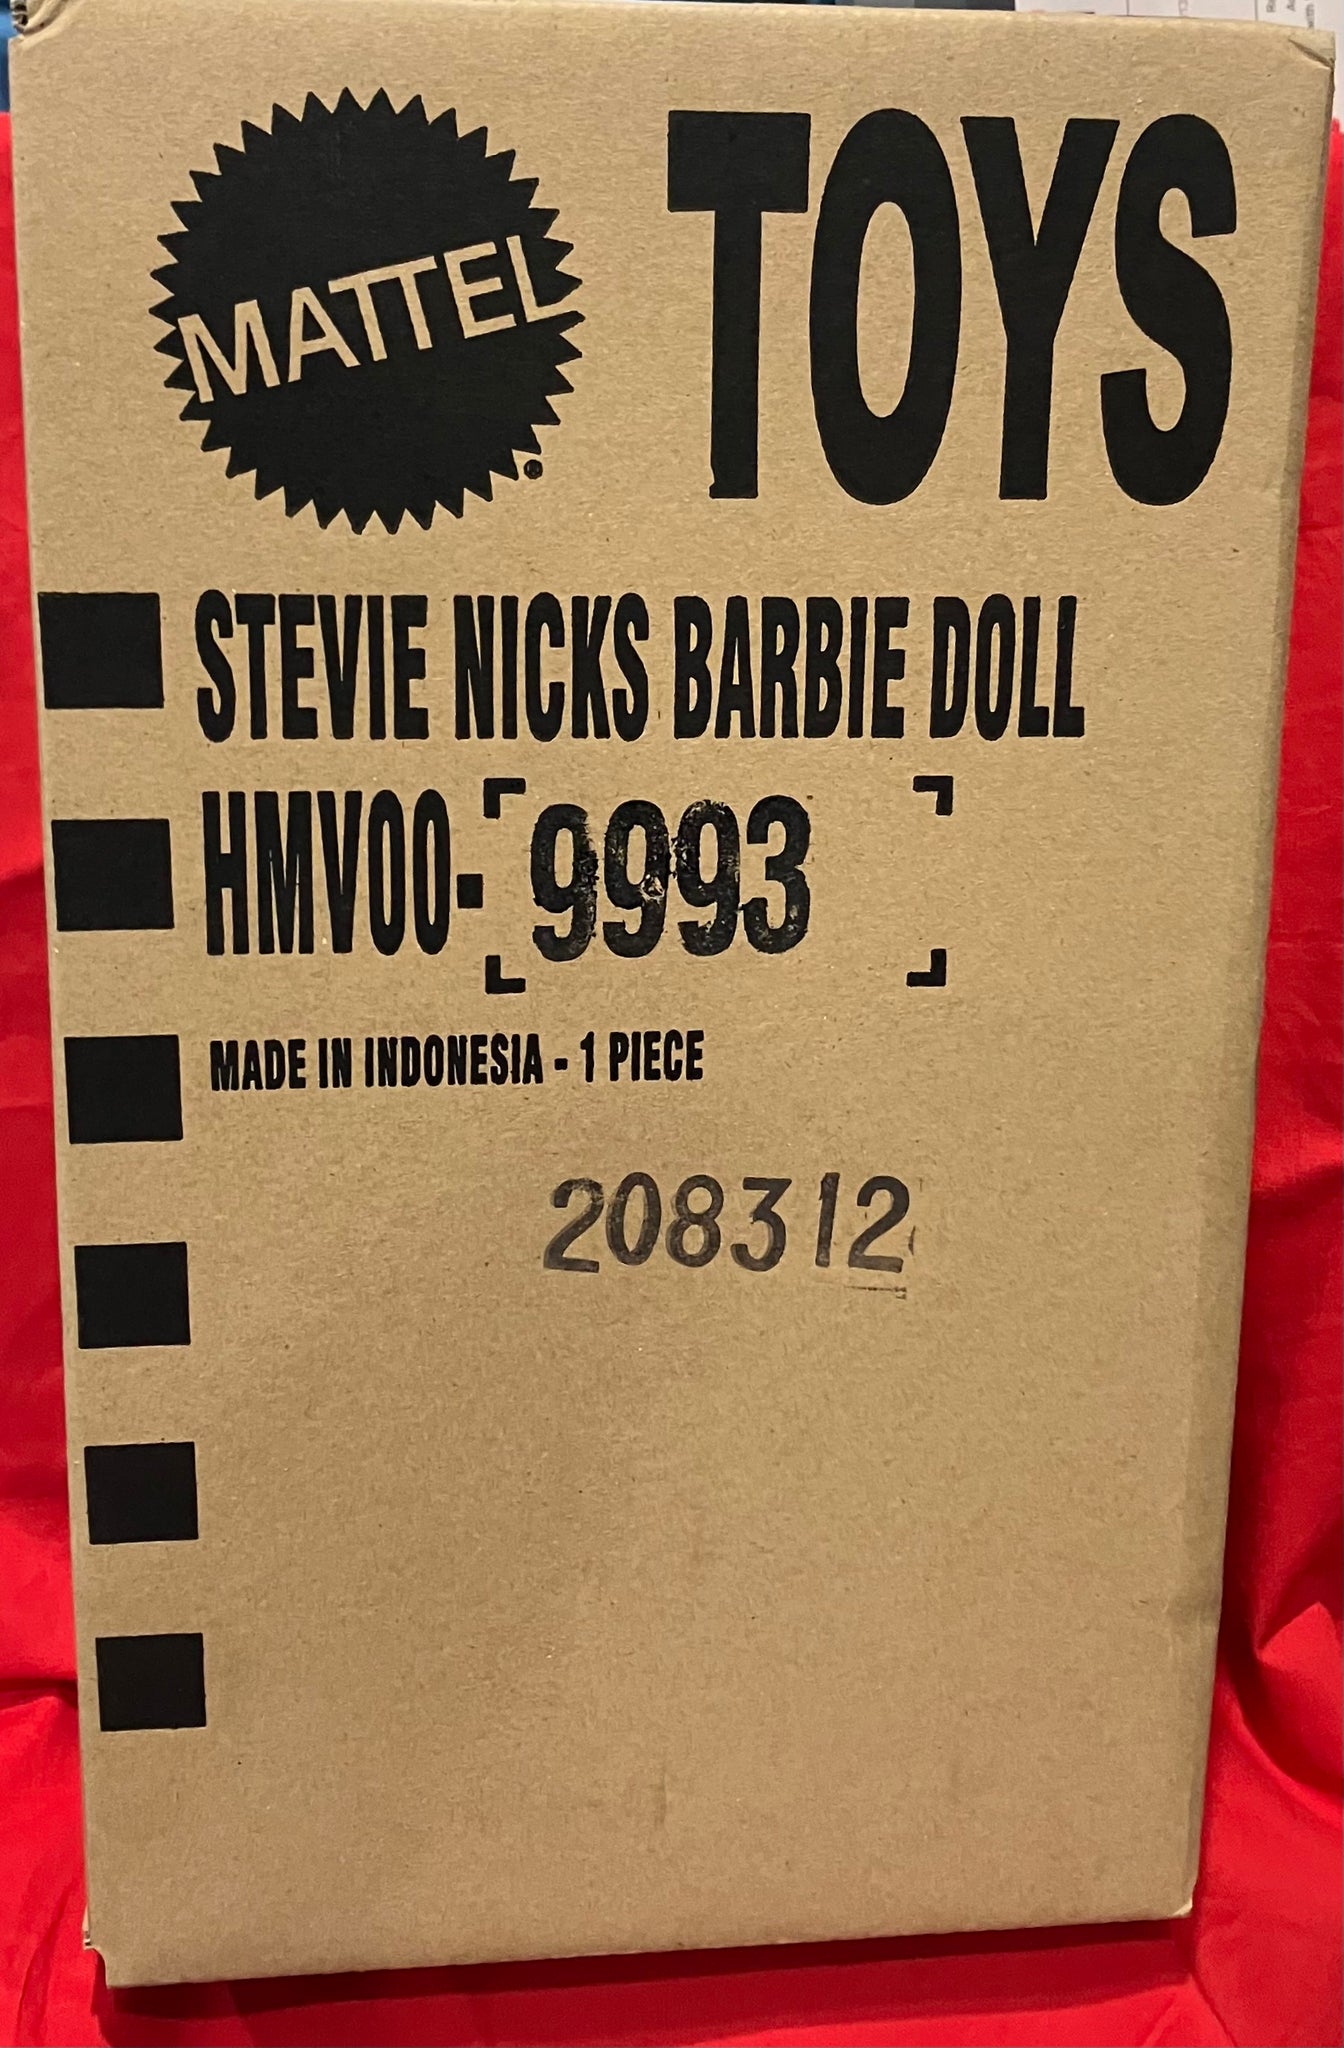 MATTEL
®
TOYS
STEVIE NICKS BARBIE DOLL
HMV00-9993
MADE IN INDONESIA - 1 PIECE
208312